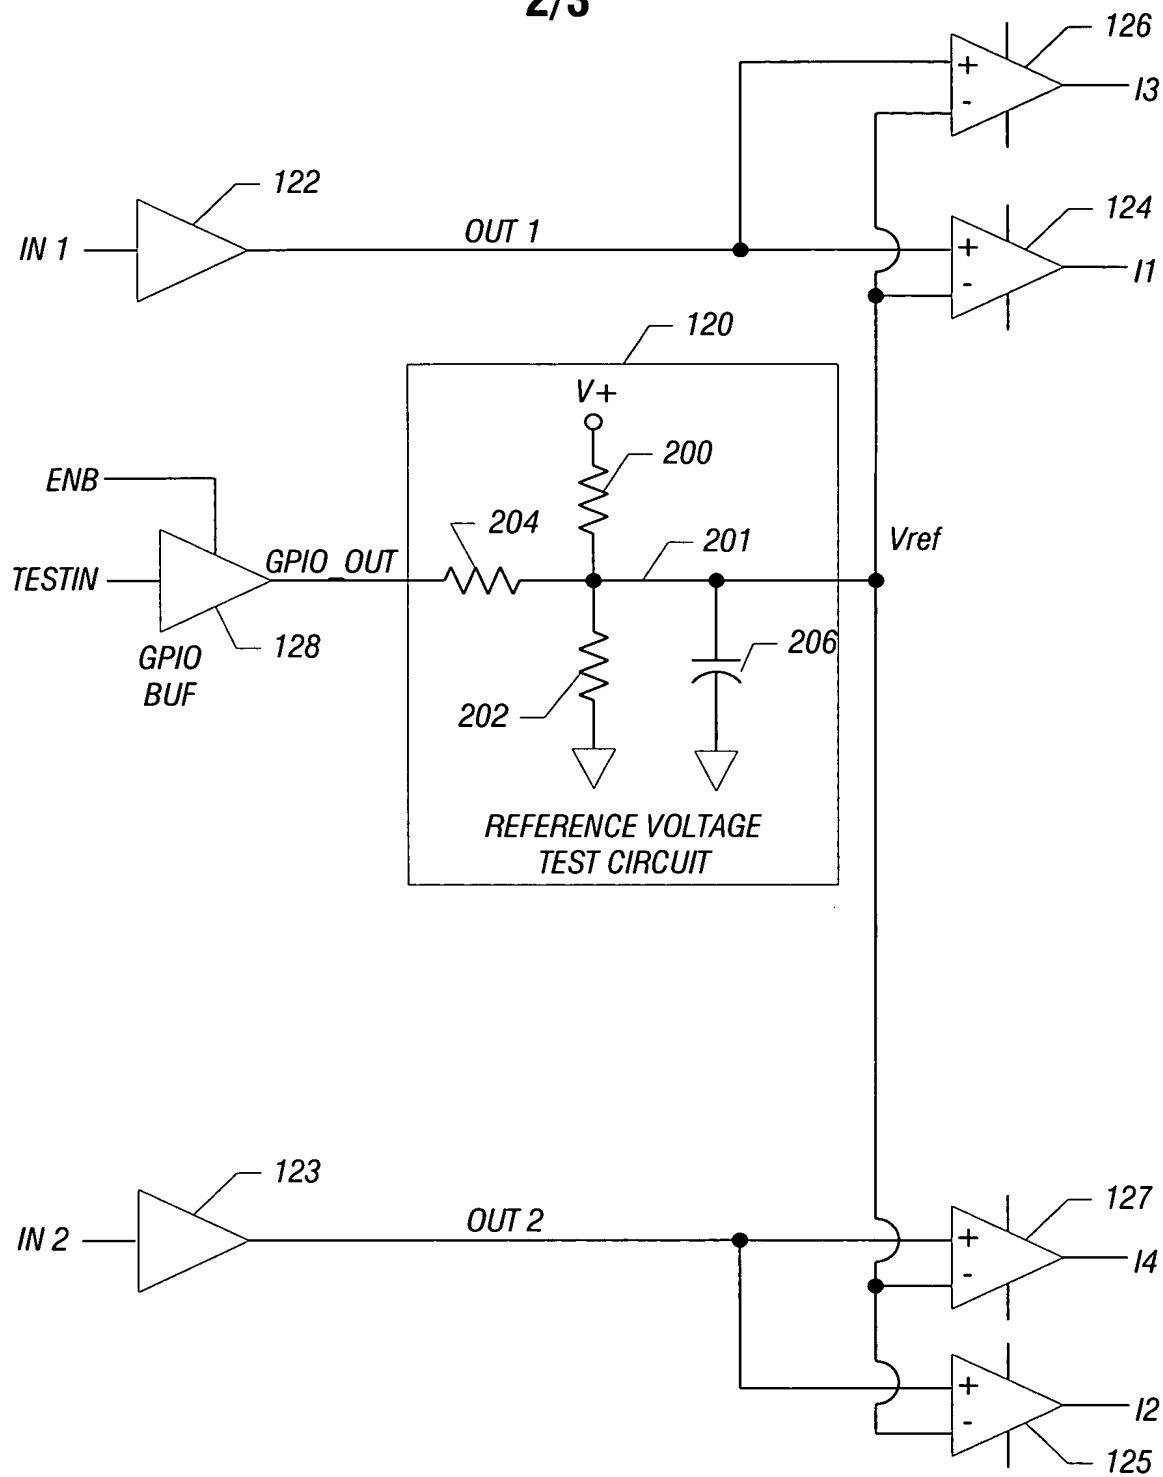 2/3
126
+
-
I3
122
124
IN 1
OUT 1
+
-
I1
120
V+
200
ENB
204
201
Vref
TESTIN
GPIO_OUT
128
206
GPIO
BUF
202
REFERENCE VOLTAGE
TEST CIRCUIT
123
127
IN 2
OUT 2
+
-
I4
+
-
I2
125